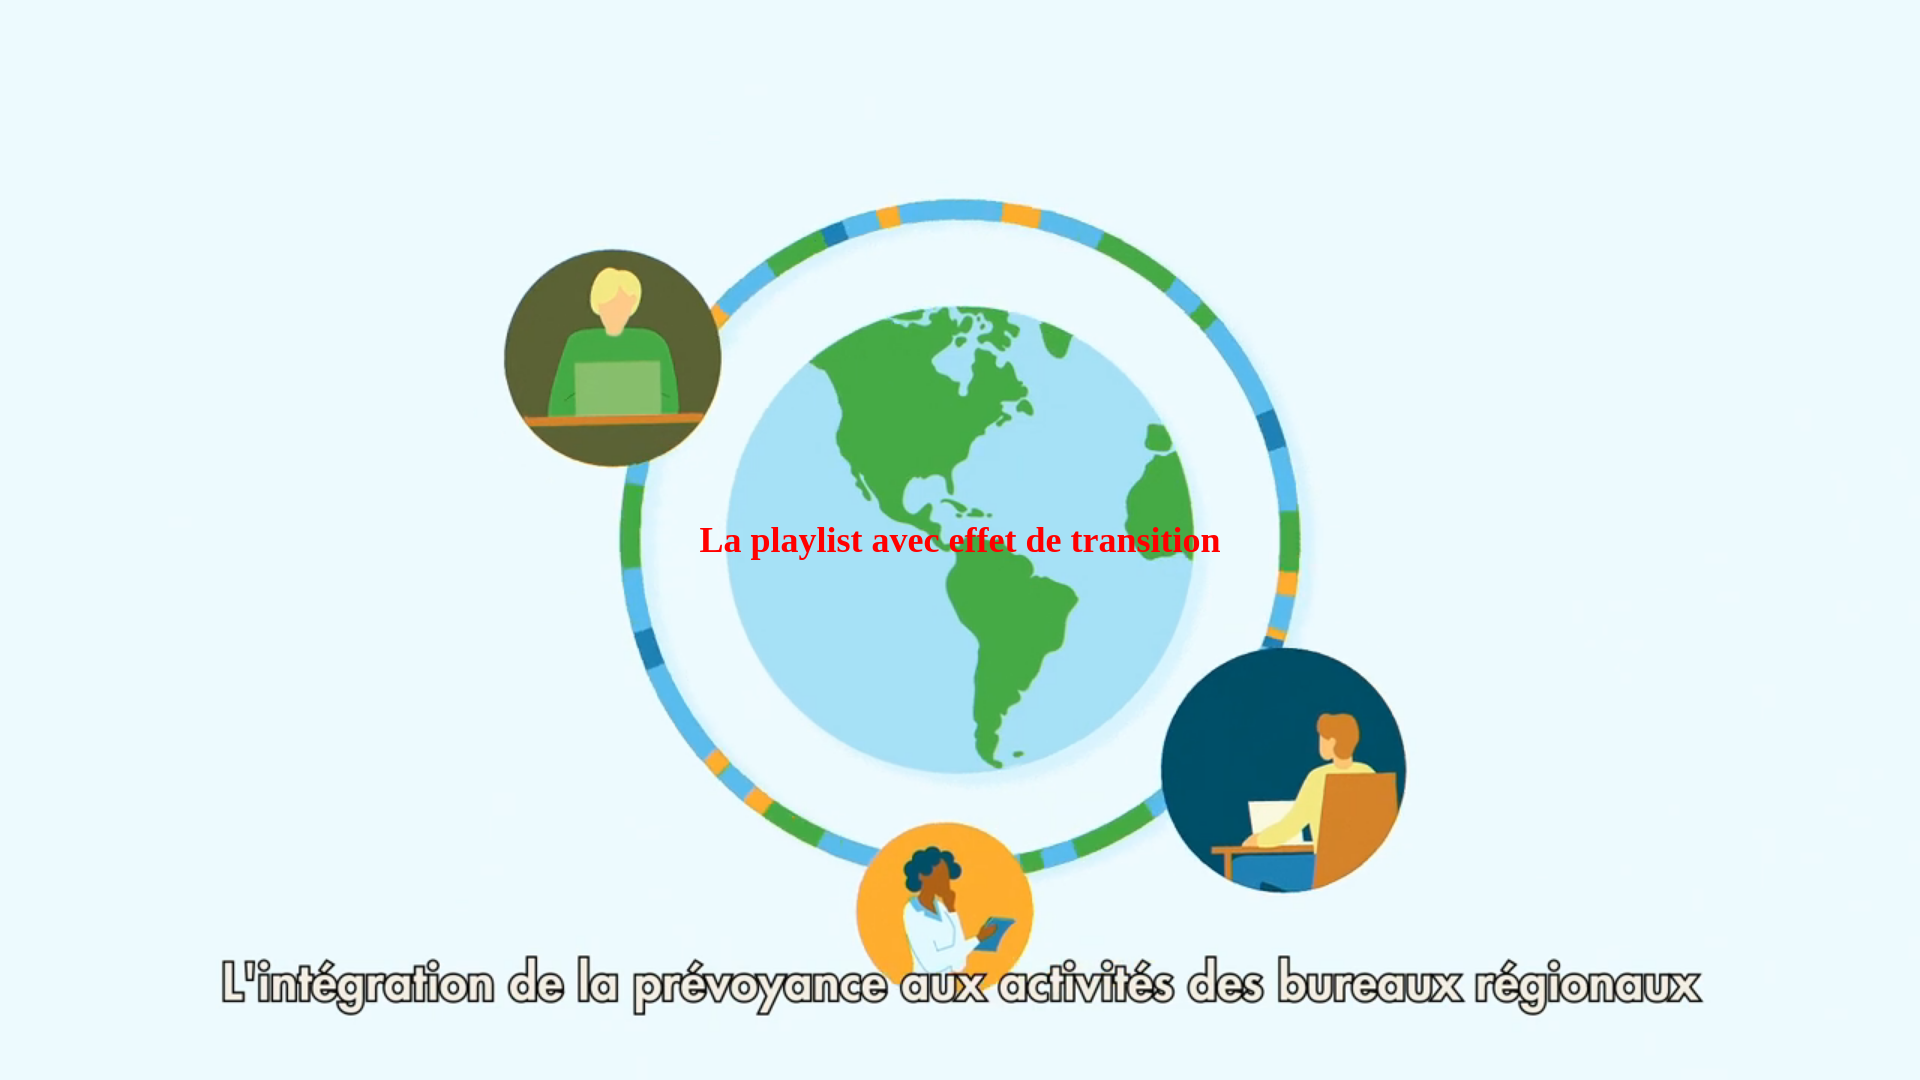 La playlist avec effet de transition
L'intégration de la prévoyance aux activités des bureaux régionaux